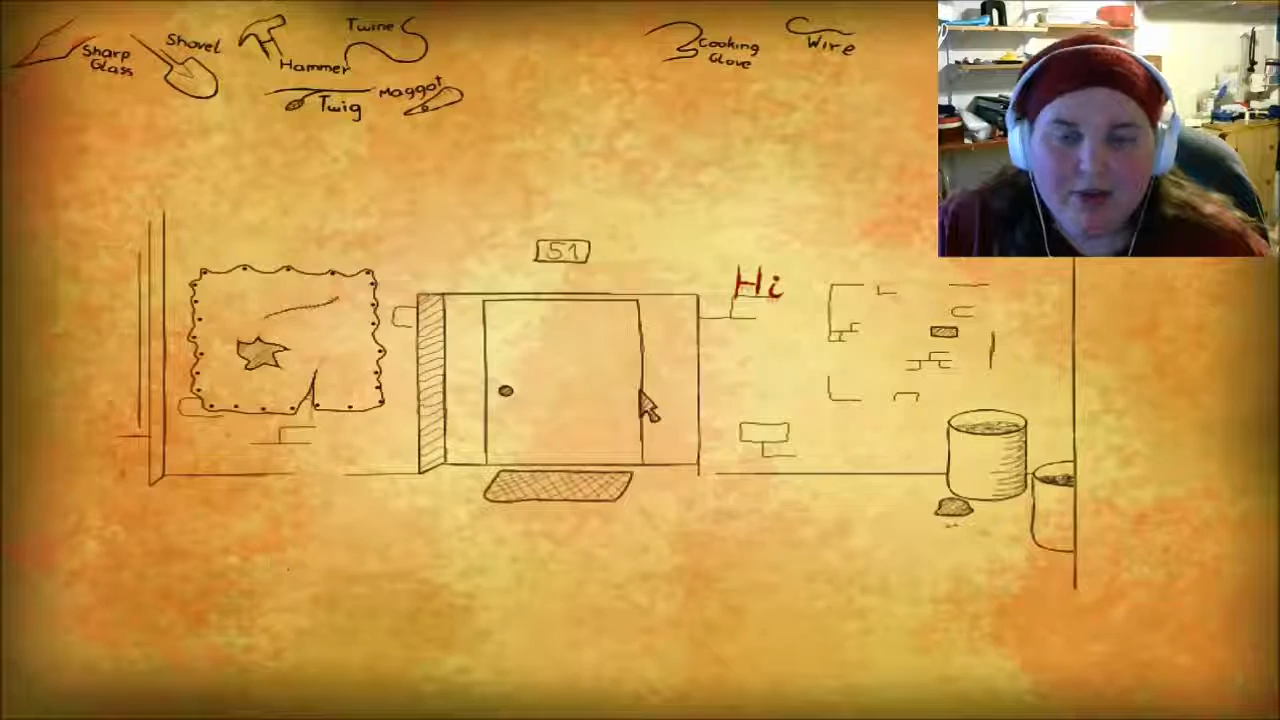 Sharp
Glass
Shovel
Hammer
Twine
Twig
Maggot
Cooking
Glove
Wire
51
Hi